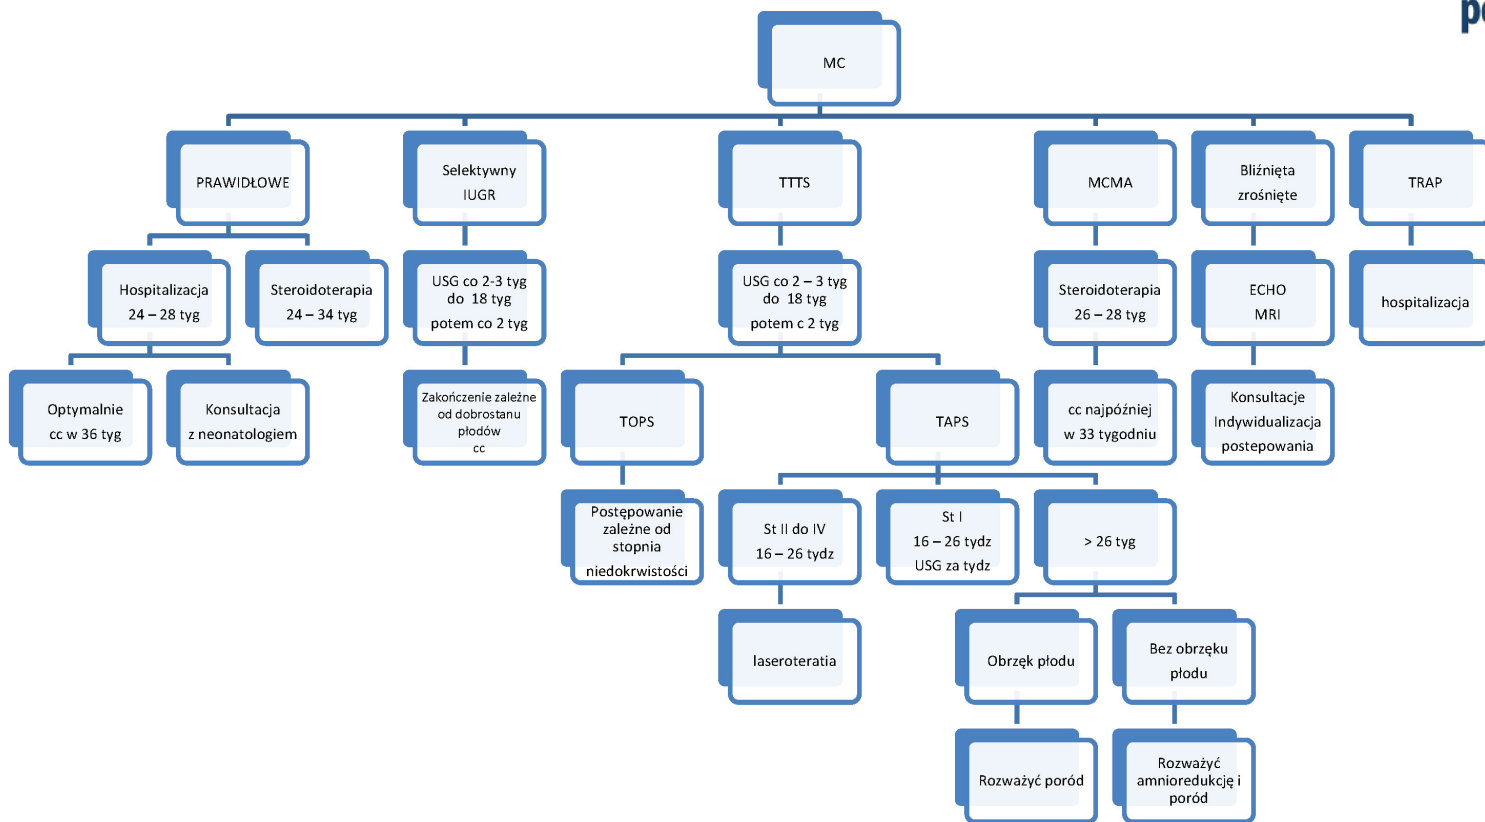 MC
PRAWIDŁOWE
Selektywny
IUGR
TTTS
MCMA
Bliźnięta
zrośnięte
TRAP
Hospitalizacja
24 – 28 tyg
Steroidoterapia
24 – 34 tyg
USG co 2-3 tyg
do 18 tyg
potem co 2 tyg
USG co 2 – 3 tyg
do 18 tyg
potem c 2 tyg
Steroidoterapia
26 – 28 tyg
ECHO
MRI
hospitalizacja
Optymalnie
cc w 36 tyg
Konsultacja
z neonatologiem
Zakończenie zależne
od dobrostanu
płodów
cc
TOPS
TAPS
cc najpóźniej
w 33 tygodniu
Konsultacje
Indywidualizacja
postepowania
Postępowanie
zależne od
stopnia
niedokrwistości
St II do IV
16 – 26 tydz
St I
16 – 26 tydz
USG za tydz
> 26 tyg
laseroteratia
Obrzęk płodu
Bez obrzęku
płodu
Rozważyć poród
Rozważyć
amnioredukcję i
poród